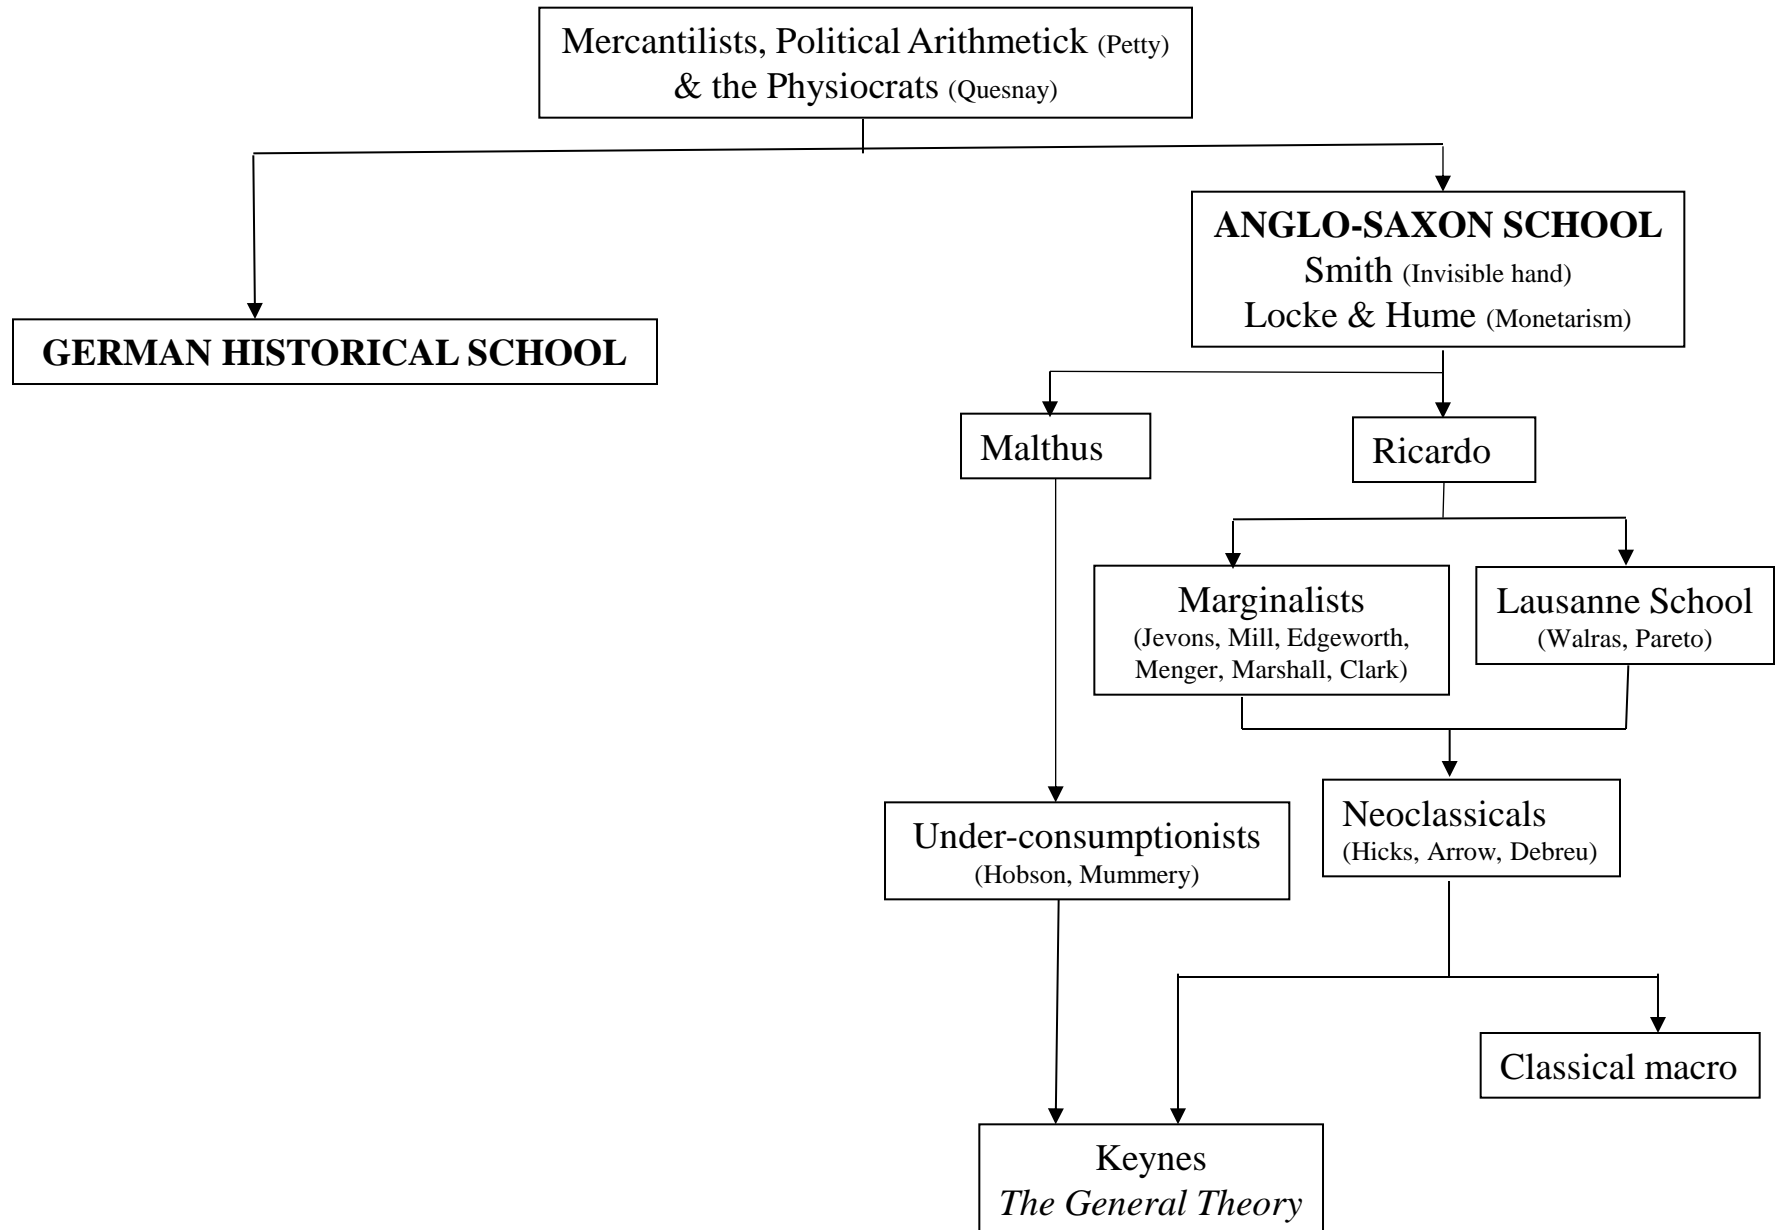 Mercantilists, Political Arithmetick (Petty)
& the Physiocrats (Quesnay)
ANGLO-SAXON SCHOOL
Smith (Invisible hand)
Locke & Hume (Monetarism)
GERMAN HISTORICAL SCHOOL
Malthus
Ricardo
Marginalists
(Jevons, Mill, Edgeworth,
Menger, Marshall, Clark)
Lausanne School
(Walras, Pareto)
Under-consumptionists
(Hobson, Mummery)
Neoclassicals
(Hicks, Arrow, Debreu)
Classical macro
Keynes
The General Theory